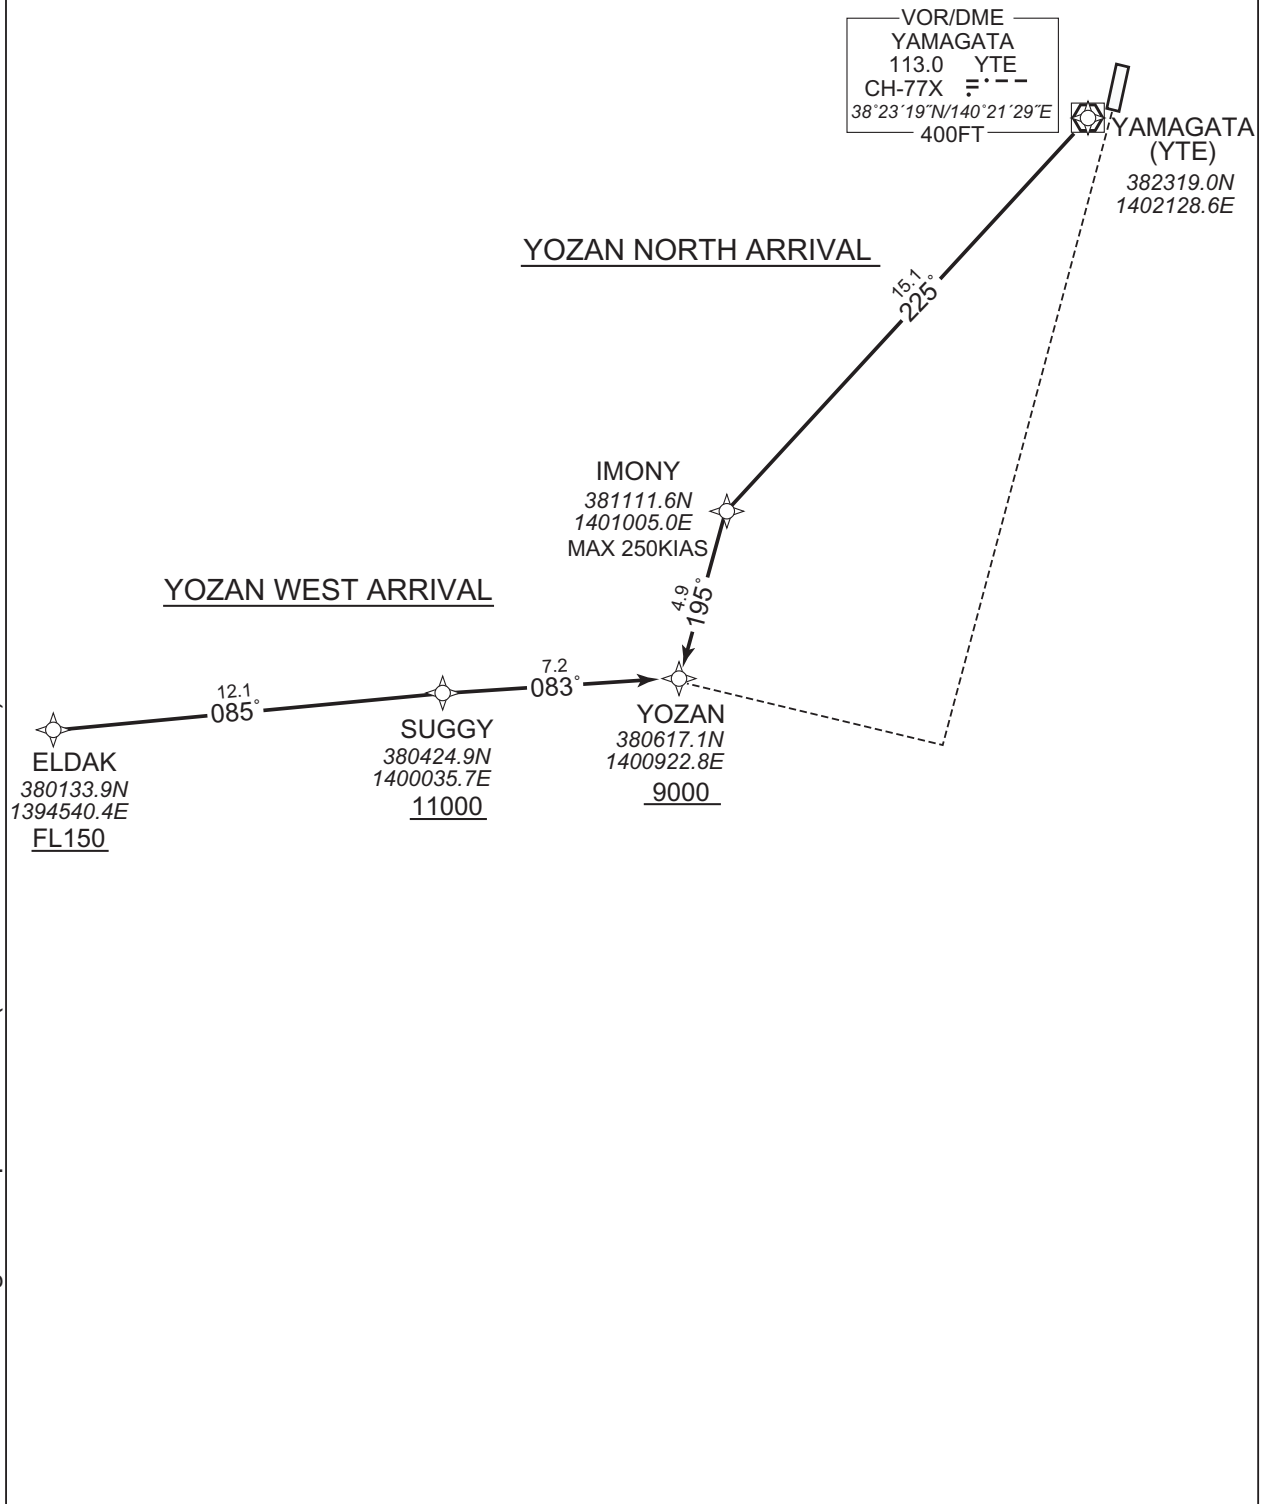 VOR/DME
YAMAGATA
113.0 YTE
CH-77X
38°23´19˝N/140°21´29˝E
400FT
YAMAGATA
(YTE)
382319.0N
1402128.6E
YOZAN NORTH ARRIVAL
15.1
225°
IMONY
381111.6N
1401005.0E
MAX 250KIAS
4.9
195°
YOZAN WEST ARRIVAL
12.1
085°
7.2
083°
ELDAK
380133.9N
1394540.4E
FL150
SUGGY
380424.9N
1400035.7E
11000
YOZAN
380617.1N
1400922.8E
9000